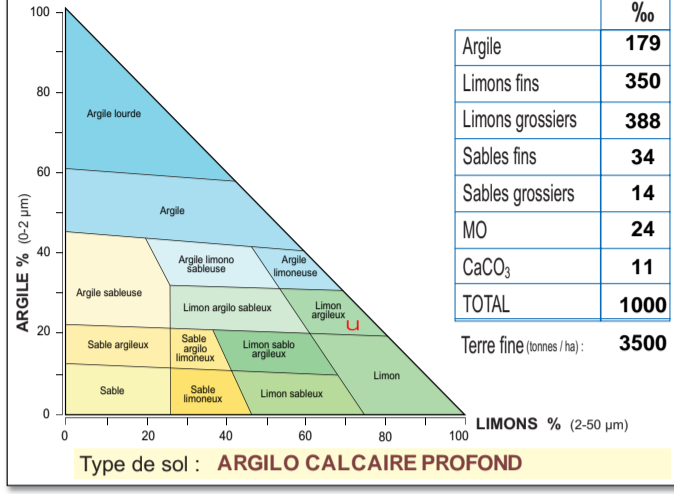 ARGILE % (0-2 µm)
100
80
60
40
20
0
Argile lourde
Argile
Argile limono
sableuse
Argile
limoneuse
Argile sableuse
Limon argilo sableux
Limon
argileux
u
Sable argileux
Sable
argilo
limoneux
Limon sablo
argileux
Limon
Sable
Sable
limoneux
Limon sableux
0 20 40 60 80 100
LIMONS % (2-50 µm)
‰
Argile 179
Limons fins 350
Limons grossiers 388
Sables fins 34
Sables grossiers 14
MO 24
CaCO₃ 11
TOTAL 1000
Terre fine (tonnes / ha) : 3500
Type de sol : ARGILO CALCAIRE PROFOND